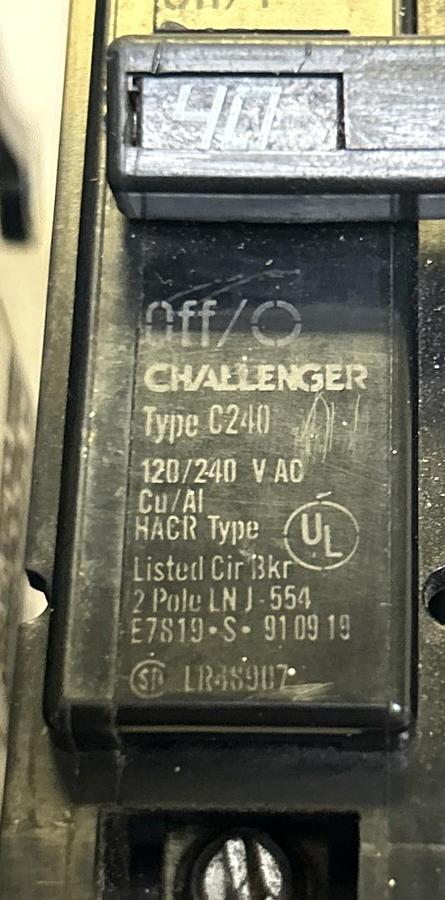 40
Off/O
CHALLENGER
Type C240
120/240 V AC
Cu/Al
HACR Type
UL
Listed Cir Bkr
2 Pole LN J-554
E7819•S• 91 09 19
LR48907